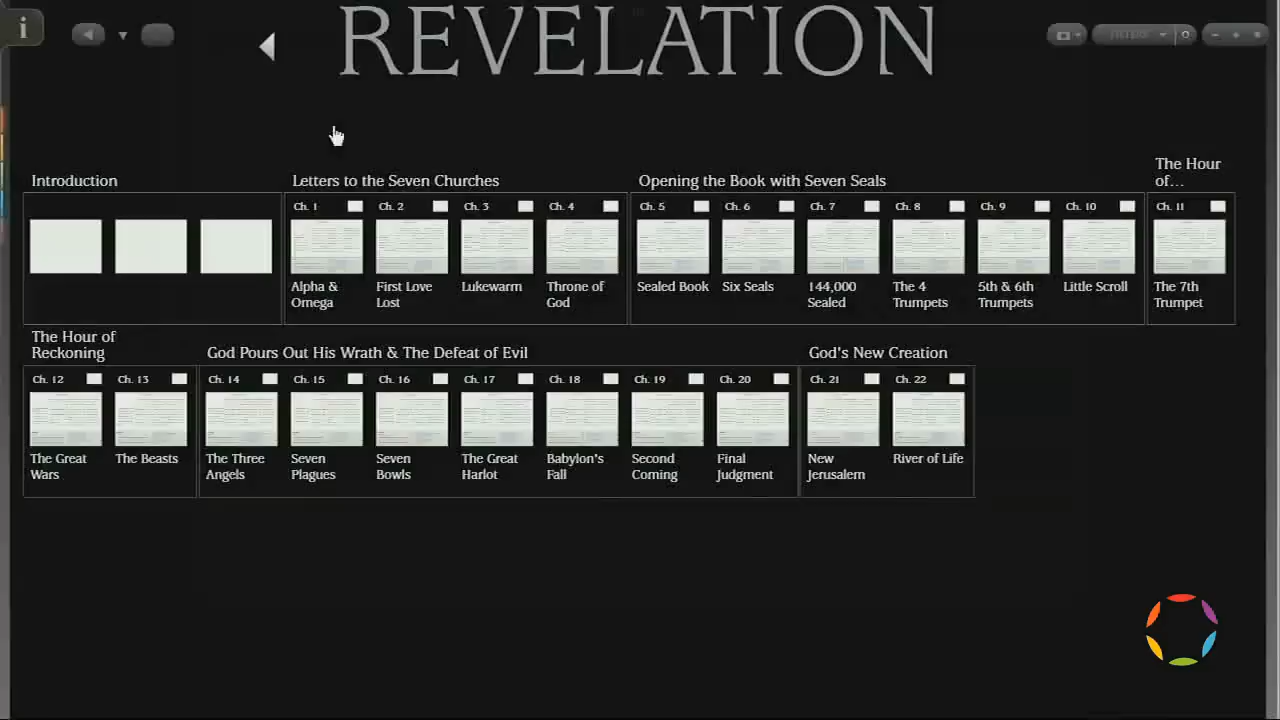 i
REVELATION
FILTERS
The Hour
of...
Introduction
Letters to the Seven Churches
Opening the Book with Seven Seals
Ch. 1
Ch. 2
Ch. 3
Ch. 4
Ch. 5
Ch. 6
Ch. 7
Ch. 8
Ch. 9
Ch. 10
Ch. 11
Alpha &
Omega
First Love
Lost
Lukewarm
Throne of
God
Sealed Book
Six Seals
144,000
Sealed
The 4
Trumpets
5th & 6th
Trumpets
Little Scroll
The 7th
Trumpet
The Hour of
Reckoning
God Pours Out His Wrath & The Defeat of Evil
God's New Creation
Ch. 12
Ch. 13
Ch. 14
Ch. 15
Ch. 16
Ch. 17
Ch. 18
Ch. 19
Ch. 20
Ch. 21
Ch. 22
The Great
Wars
The Beasts
The Three
Angels
Seven
Plagues
Seven
Bowls
The Great
Harlot
Babylon's
Fall
Second
Coming
Final
Judgment
New
Jerusalem
River of Life